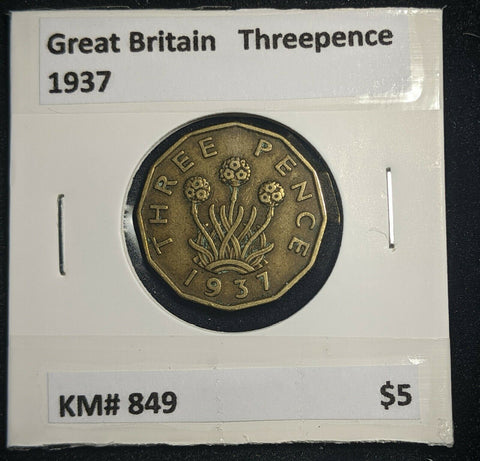 Great Britain Threepence
1937
THREE PENCE
1937
KM# 849 $5